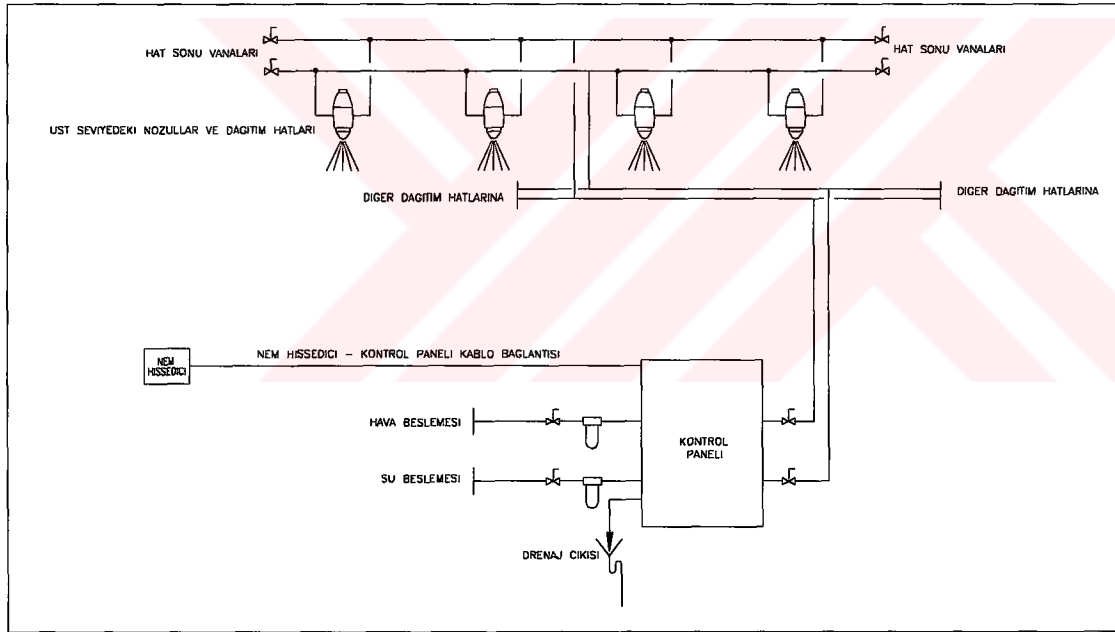 HAT SONU VANALARI
HAT SONU VANALARI
UST SEVIYEDEKI NOZULLAR VE DAGITIM HATLARI
DIGER DAGITIM HATLARINA
DIGER DAGITIM HATLARINA
NEM HISSEDICI - KONTROL PANELI KABLO BAGLANTISI
NEM
HISSEDICI
HAVA BESLEMESI
KONTROL
PANELI
SU BESLEMESI
DRENAJ CIKISI